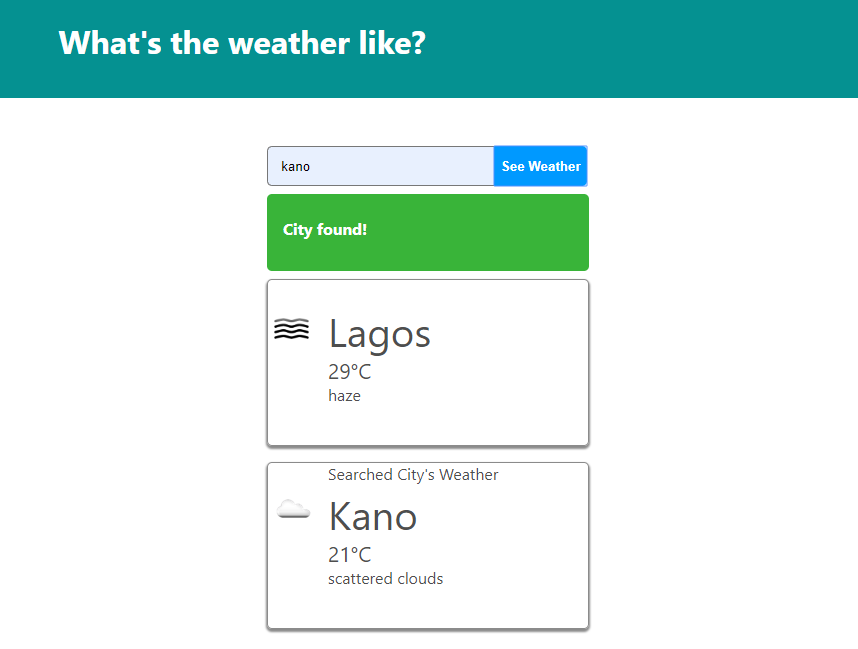 What's the weather like?
kano
See Weather
City found!
Lagos
29°C
haze
Searched City's Weather
Kano
21°C
scattered clouds